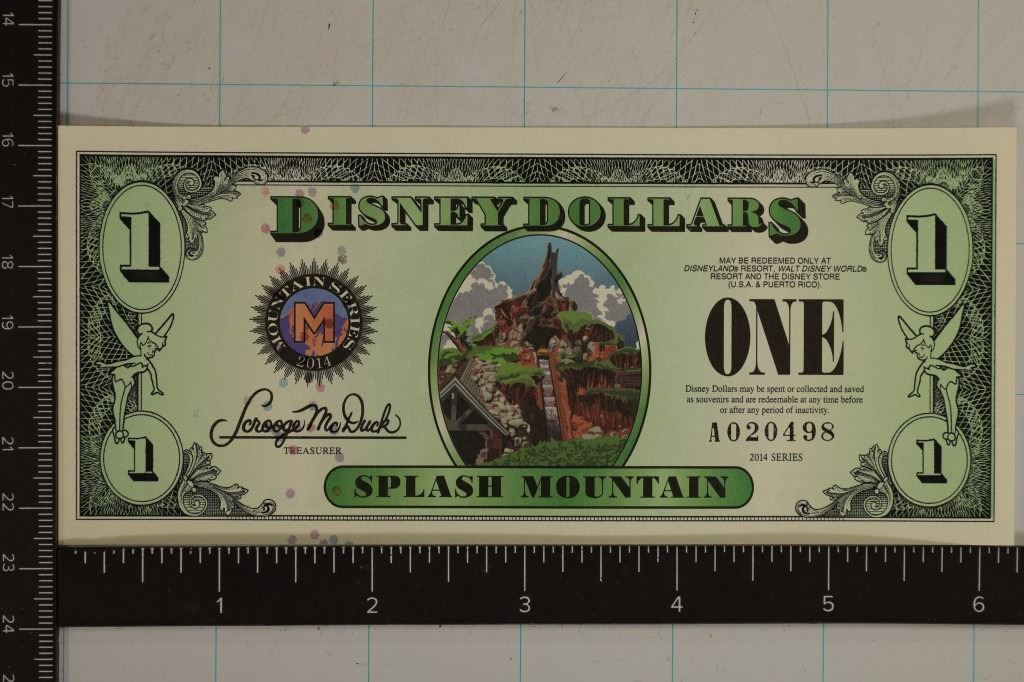 14
15
16
17
18
19
20
21
22
23
24
1
DISNEY DOLLARS
1
MAY BE REDEEMED ONLY AT
DISNEYLAND® RESORT, WALT DISNEY WORLD®
RESORT AND THE DISNEY STORE
(U.S.A. & PUERTO RICO).
MOUNTAIN SERIES
M
2014
ONE
Disney Dollars may be spent or collected and saved
as souvenirs and are redeemable at any time before
or after any period of inactivity.
Scrooge McDuck
TREASURER
A020498
2014 SERIES
1
1
SPLASH MOUNTAIN
1 2 3 4 5 6